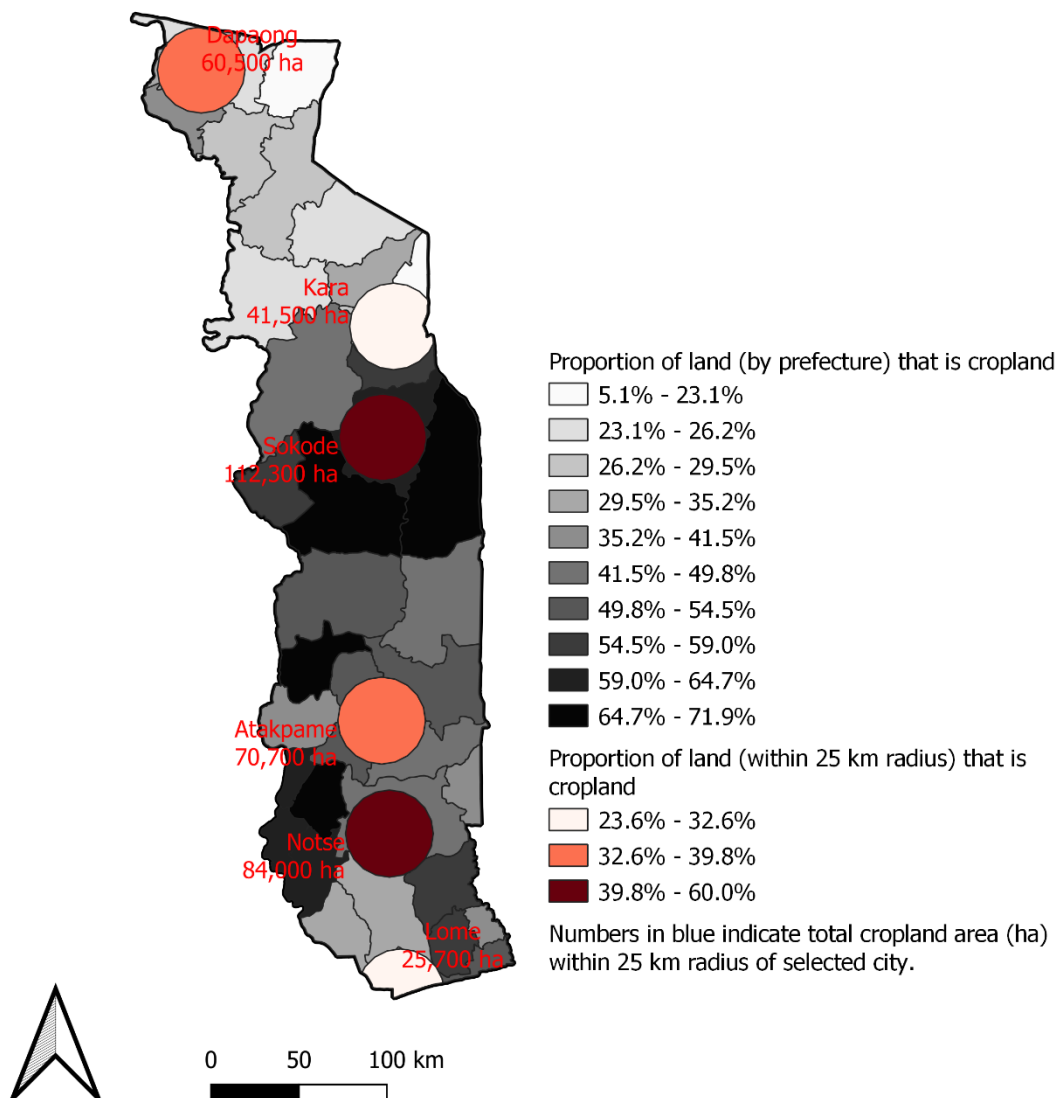 Dapaong
60,500 ha
Kara
41,500 ha
Sokode
112,300 ha
Atakpame
70,700 ha
Notse
84,000 ha
Lome
25,700 ha
Proportion of land (by prefecture) that is cropland
5.1% - 23.1%
23.1% - 26.2%
26.2% - 29.5%
29.5% - 35.2%
35.2% - 41.5%
41.5% - 49.8%
49.8% - 54.5%
54.5% - 59.0%
59.0% - 64.7%
64.7% - 71.9%
Proportion of land (within 25 km radius) that is
cropland
23.6% - 32.6%
32.6% - 39.8%
39.8% - 60.0%
Numbers in blue indicate total cropland area (ha)
within 25 km radius of selected city.
0 50 100 km